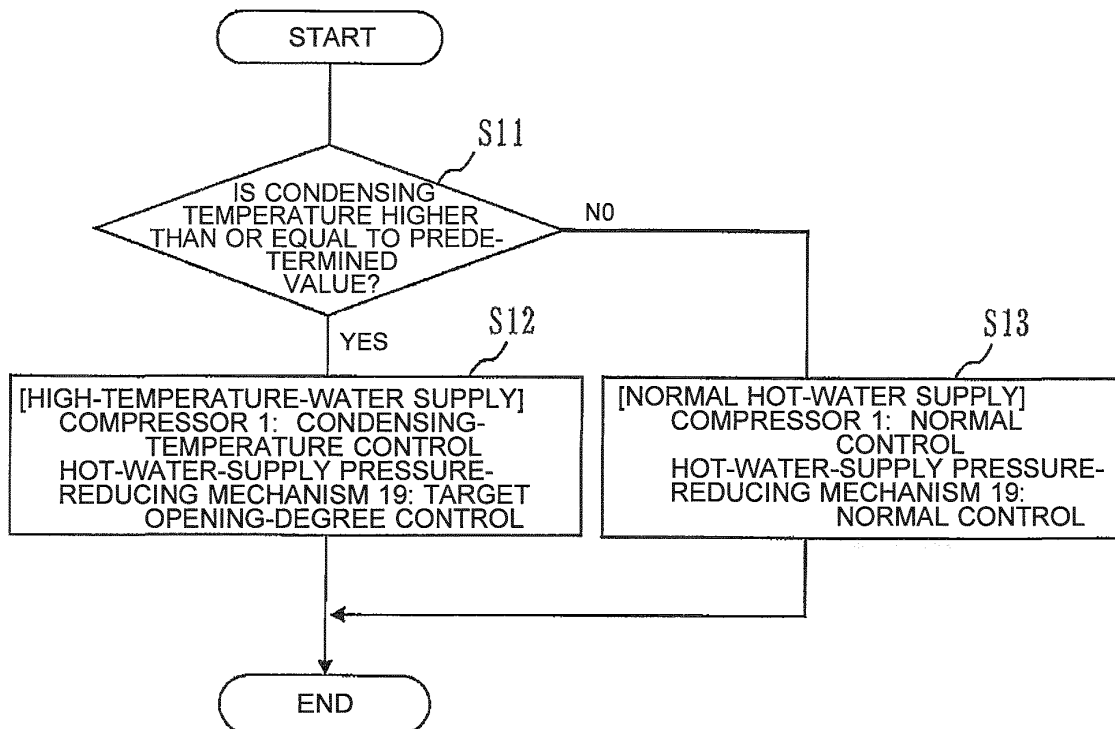 START
S11
IS CONDENSING
TEMPERATURE HIGHER
THAN OR EQUAL TO PREDE-
TERMINED
VALUE?
NO
YES
S12
[HIGH-TEMPERATURE-WATER SUPPLY]
COMPRESSOR 1: CONDENSING-
TEMPERATURE CONTROL
HOT-WATER-SUPPLY PRESSURE-
REDUCING MECHANISM 19: TARGET
OPENING-DEGREE CONTROL
S13
[NORMAL HOT-WATER SUPPLY]
COMPRESSOR 1: NORMAL
CONTROL
HOT-WATER-SUPPLY PRESSURE-
REDUCING MECHANISM 19:
NORMAL CONTROL
END